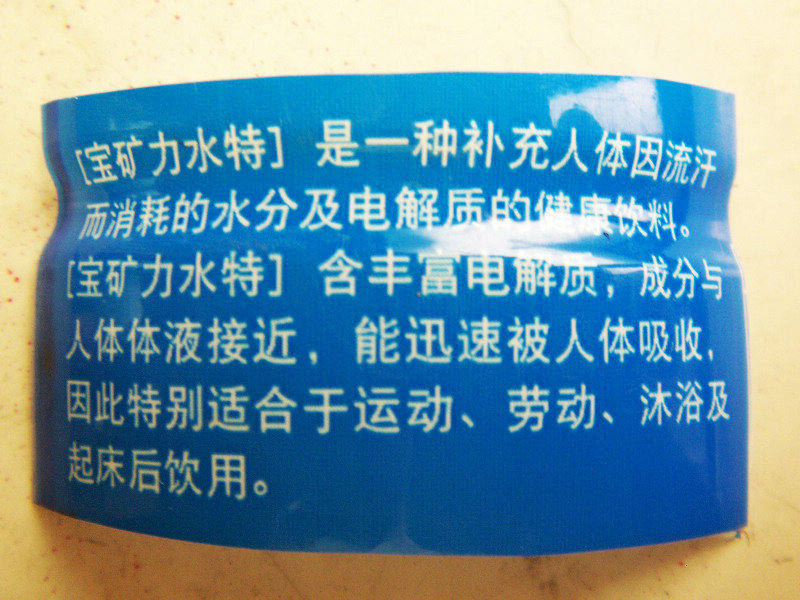 [宝矿力水特] 是一种补充人体因流汗
而消耗的水分及电解质的健康饮料。
[宝矿力水特] 含丰富电解质，成分与
人体体液接近，能迅速被人体吸收，
因此特别适合于运动、劳动、沐浴及
起床后饮用。